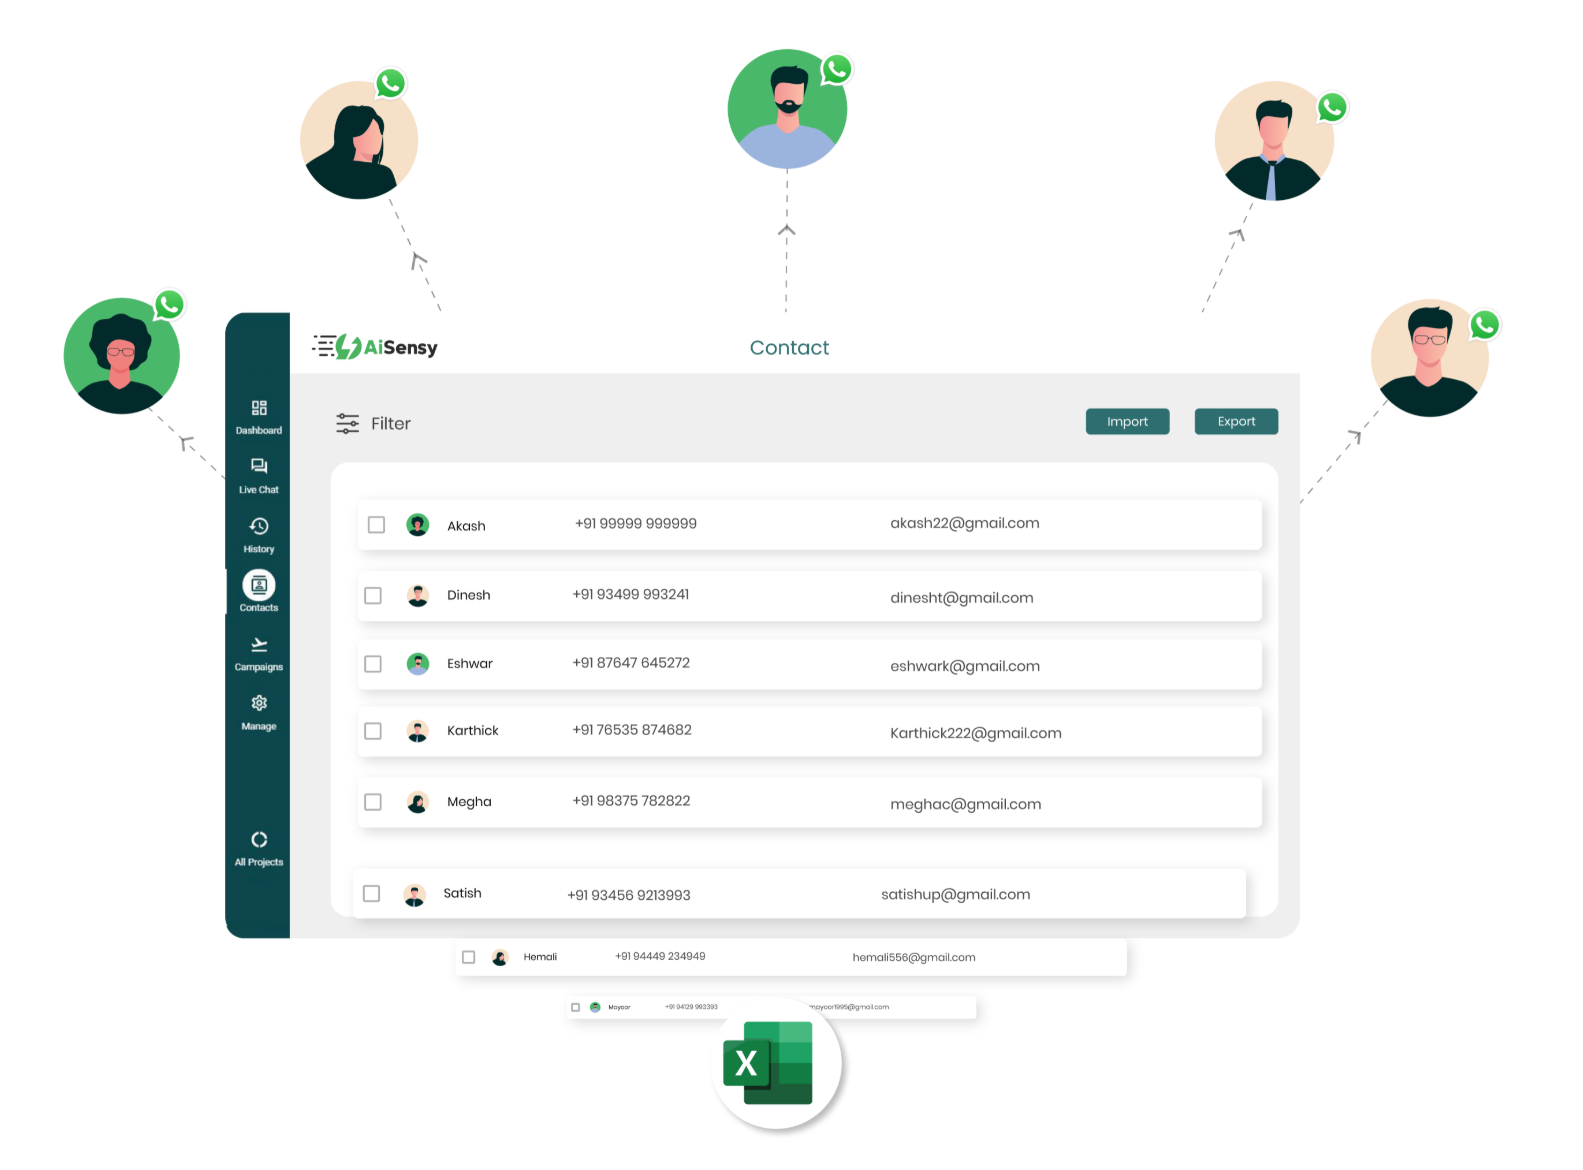 AiSensy
Contact
Dashboard
Live Chat
History
Contacts
Campaigns
Manage
All Projects
Filter
Import
Export
Akash +91 99999 999999 akash22@gmail.com
Dinesh +91 93499 993241 dinesht@gmail.com
Eshwar +91 87647 645272 eshwark@gmail.com
Karthick +91 76535 874682 Karthick222@gmail.com
Megha +91 98375 782822 meghac@gmail.com
Satish +91 93456 9213993 satishup@gmail.com
Hemali +91 94449 234949 hemali556@gmail.com
Mayoor +91 94129 993393 mayoor1995@gmail.com
X